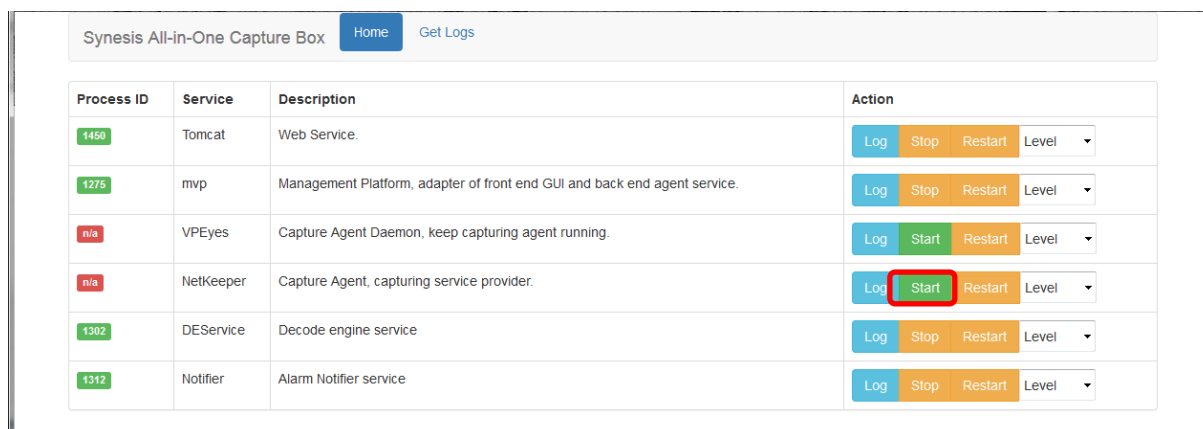 Synesis All-in-One Capture Box Home Get Logs
Process ID Service Description Action
1450 Tomcat Web Service. Log Stop Restart Level
1275 mvp Management Platform, adapter of front end GUI and back end agent service. Log Stop Restart Level
n/a VPEyes Capture Agent Daemon, keep capturing agent running. Log Start Restart Level
n/a NetKeeper Capture Agent, capturing service provider. Log Start Restart Level
1302 DEService Decode engine service Log Stop Restart Level
1312 Notifier Alarm Notifier service Log Stop Restart Level